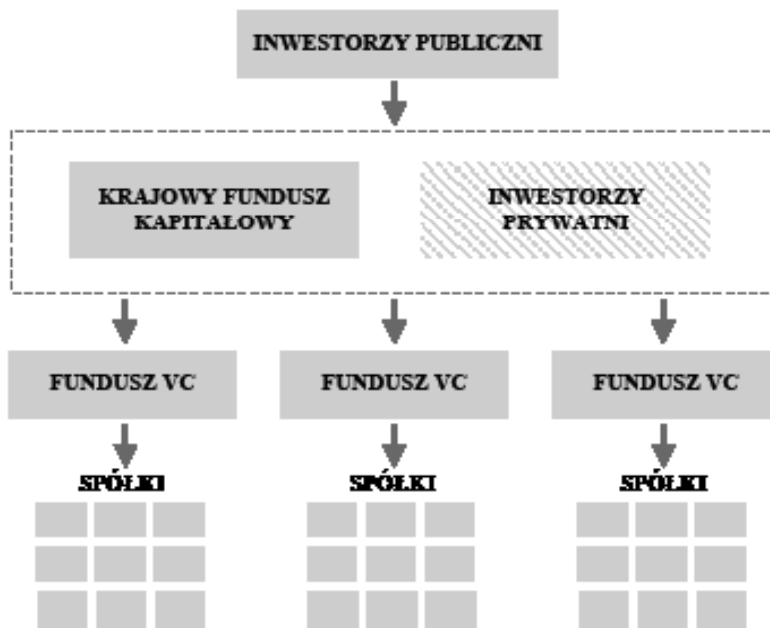 INWESTORZY PUBLICZNI
KRAJOWY FUNDUSZ
KAPITAŁOWY
INWESTORZY
PRYWATNI
FUNDUSZ VC
FUNDUSZ VC
FUNDUSZ VC
SPÓŁKI
SPÓŁKI
SPÓŁKI